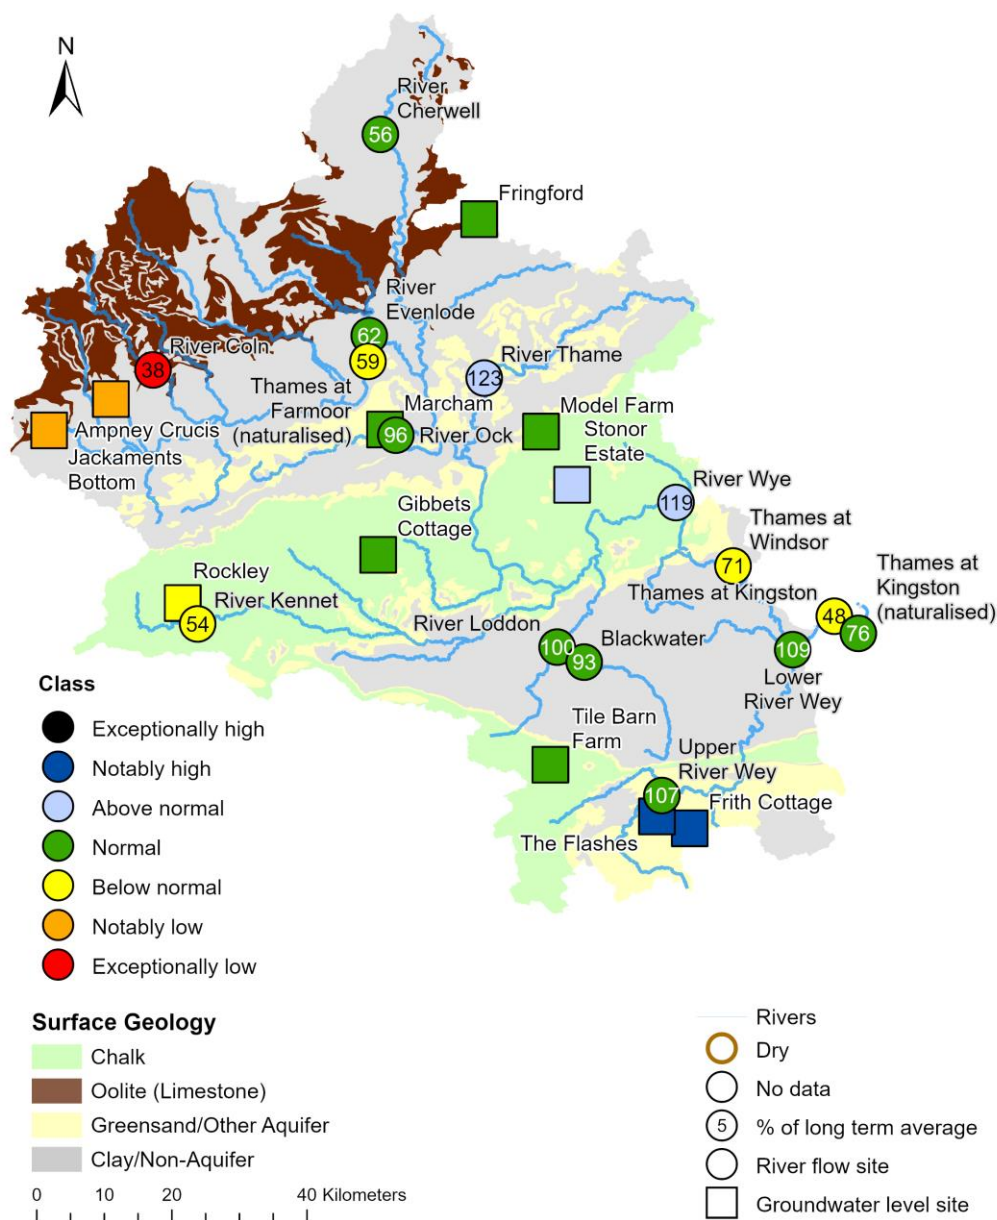 N
River
Cherwell
56
Fringford
River
Evenlode
62
River Coln
38
59
River Thame
123
Thames at
Farmoor
(naturalised)
Marcham
96
River Ock
Model Farm
Stonor
Estate
Ampney Crucis
Jackaments
Bottom
River Wye
119
Gibbets
Cottage
Thames at
Windsor
71
Thames at
Kingston
(naturalised)
Rockley
River Kennet
54
Thames at Kingston
48
76
River Loddon
100
Blackwater
93
109
Lower
River Wey
Tile Barn
Farm
Upper
River Wey
107
Frith Cottage
The Flashes
Class
Exceptionally high
Notably high
Above normal
Normal
Below normal
Notably low
Exceptionally low
Surface Geology
Chalk
Oolite (Limestone)
Greensand/Other Aquifer
Clay/Non-Aquifer
0 10 20 40 Kilometers
Rivers
Dry
No data
5 % of long term average
River flow site
Groundwater level site